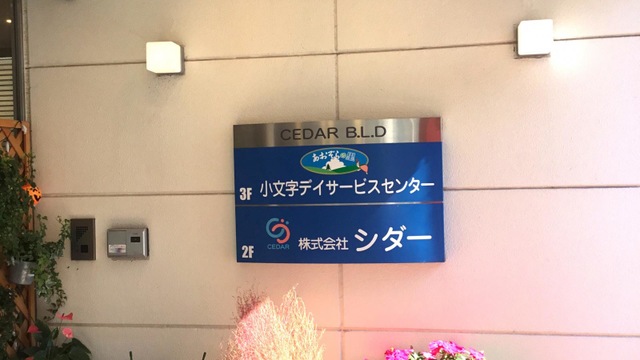 CEDAR B.L.D
あおぞらの里
3F 小文字デイサービスセンター
CEDAR
2F 株式会社 シダー